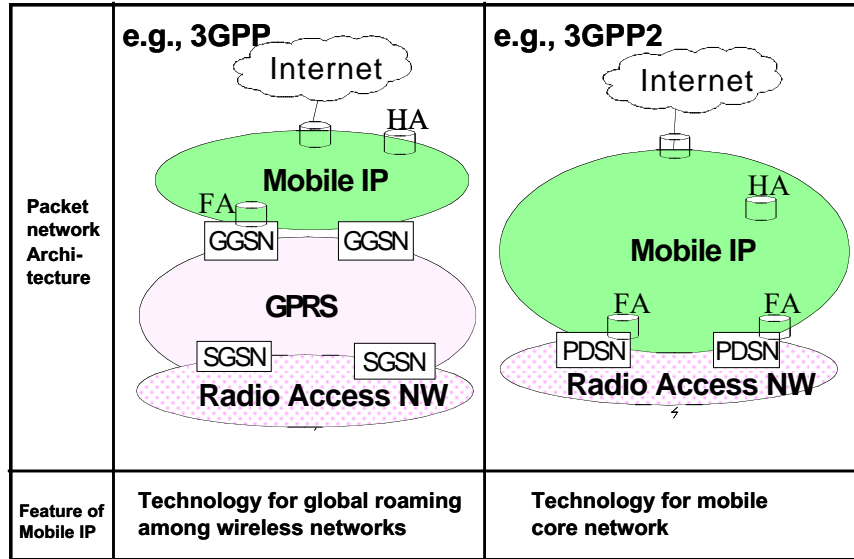 e.g., 3GPP
Internet
HA
Mobile IP
FA
GGSN
GGSN
GPRS
SGSN
SGSN
Radio Access NW
e.g., 3GPP2
Internet
HA
Mobile IP
FA
FA
PDSN
PDSN
Radio Access NW
Packet
network
Archi-
tecture
Feature of
Mobile IP
Technology for global roaming
among wireless networks
Technology for mobile
core network